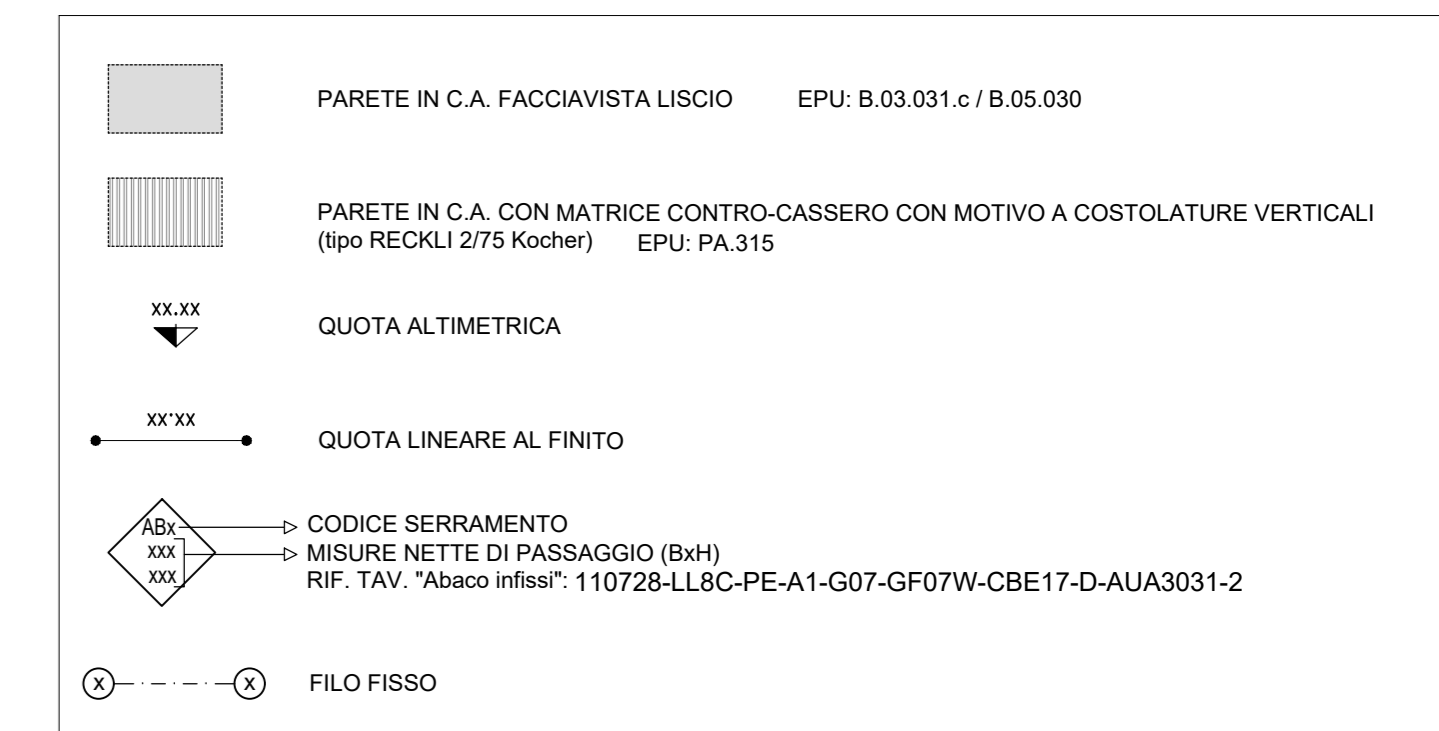 PARETE IN C.A. FACCIAVISTA LISCIO EPU: B.03.031.c / B.05.030
PARETE IN C.A. CON MATRICE CONTRO-CASSERO CON MOTIVO A COSTOLATURE VERTICALI
(tipo RECKLI 2/75 Kocher) EPU: PA.315
xx.xx
QUOTA ALTIMETRICA
xx·xx
QUOTA LINEARE AL FINITO
ABx
CODICE SERRAMENTO
xxx
MISURE NETTE DI PASSAGGIO (BxH)
xxx
RIF. TAV. "Abaco infissi": 110728-LL8C-PE-A1-G07-GF07W-CBE17-D-AUA3031-2
X X FILO FISSO